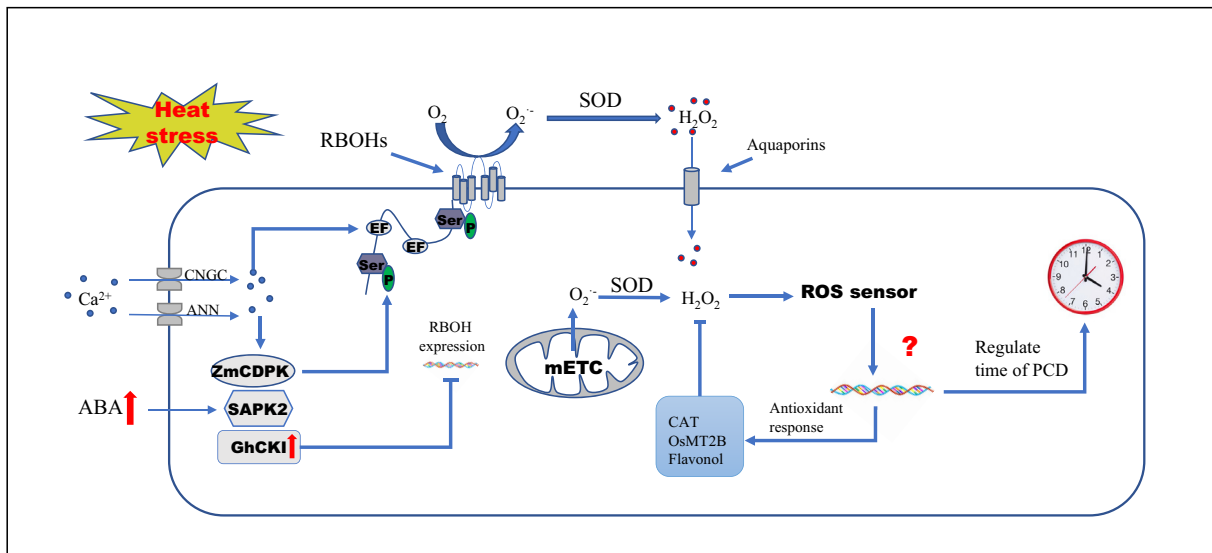 Heat
stress
O₂
O₂·⁻
SOD
H₂O₂
RBOHs
Aquaporins
Ser
P
EF
EF
Ser
P
CNGC
Ca²⁺
ANN
O₂·⁻
SOD
H₂O₂
ROS sensor
12
1
2
3
4
5
6
7
8
9
10
11
RBOH
expression
mETC
?
Regulate
time of PCD
ZmCDPK
ABA
SAPK2
GhCKI
CAT
OsMT2B
Flavonol
Antioxidant
response